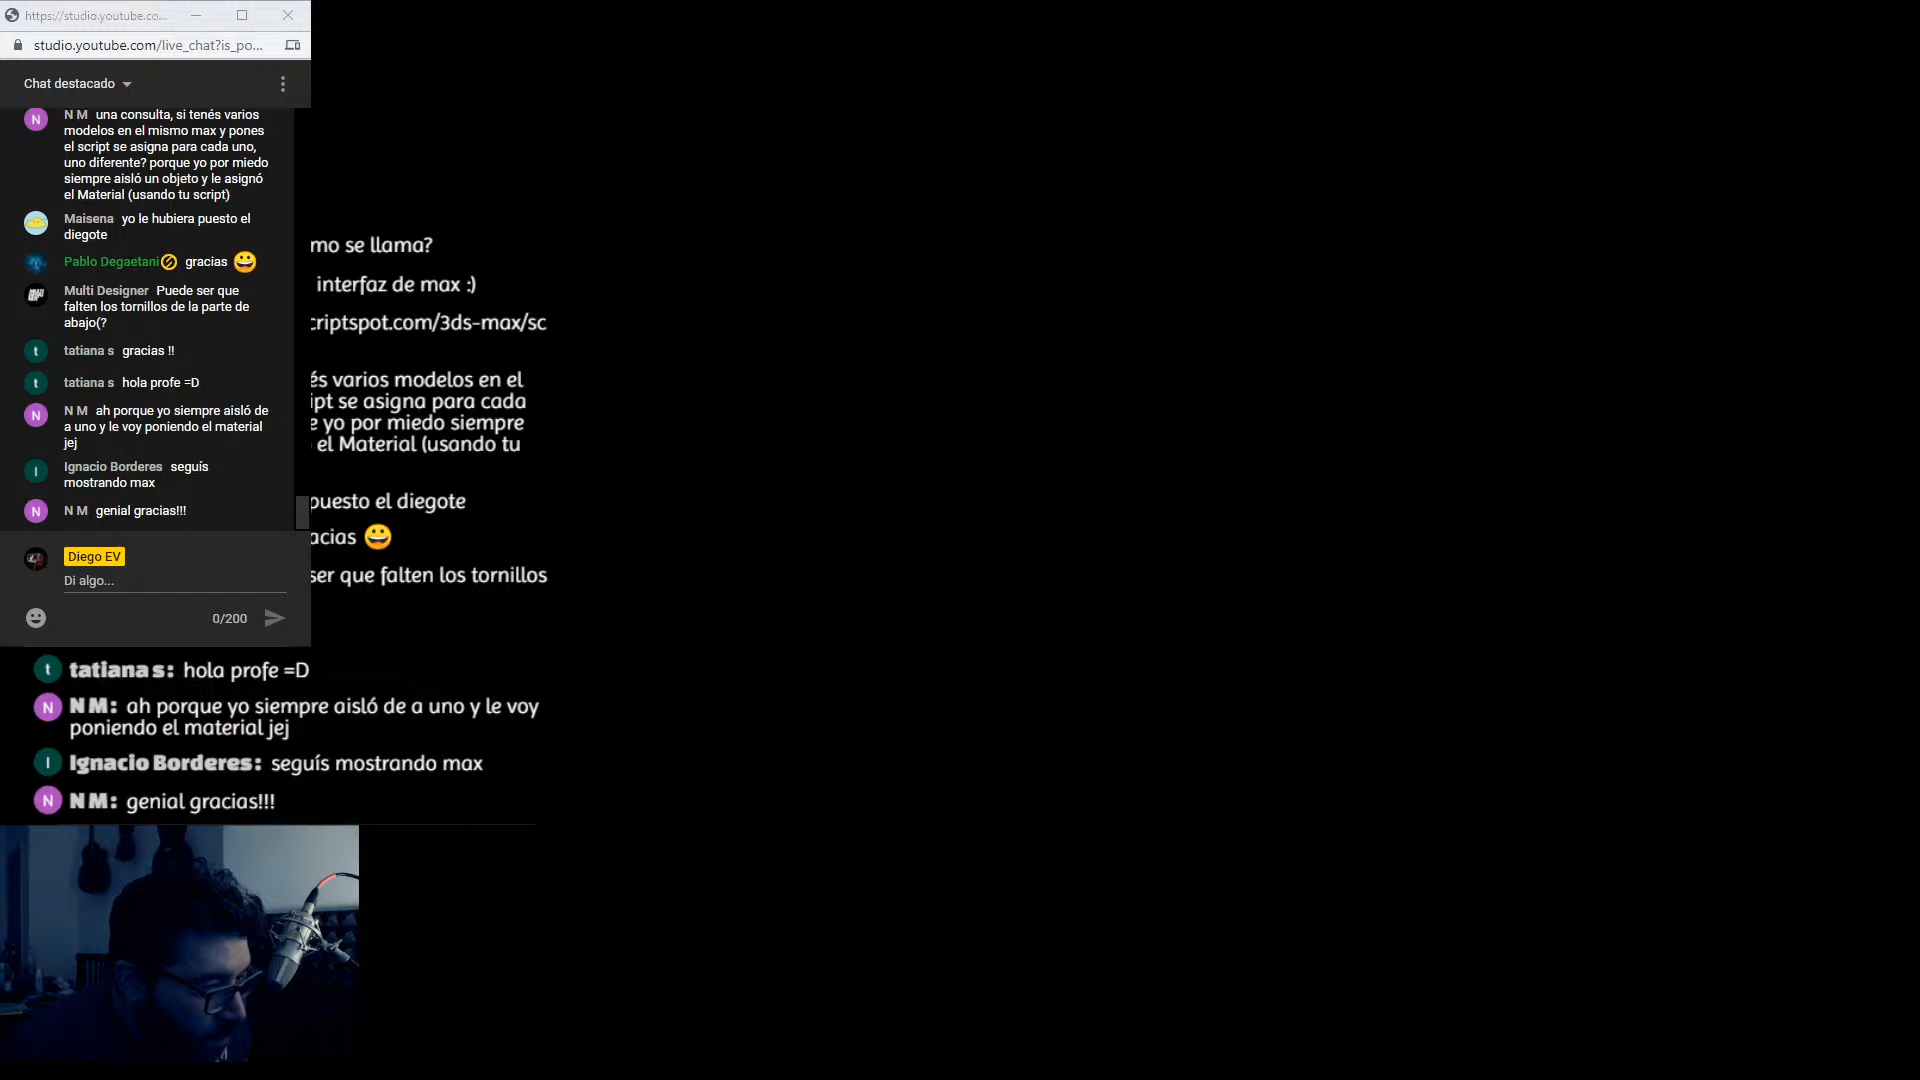 https://studio.youtube.co...
studio.youtube.com/live_chat?is_po...
Chat destacado
N M una consulta, si tenés varios
modelos en el mismo max y pones
el script se asigna para cada uno,
uno diferente? porque yo por miedo
siempre aisló un objeto y le asignó
el Material (usando tu script)
Maisena yo le hubiera puesto el
diegote
Pablo Degaetani gracias
Multi Designer Puede ser que
falten los tornillos de la parte de
abajo(?
t tatiana s gracias !!
t tatiana s hola profe =D
N N M ah porque yo siempre aisló de
a uno y le voy poniendo el material
jej
I Ignacio Borderes seguís
mostrando max
N N M genial gracias!!!
Diego EV
Di algo...
0/200
mo se llama?
interfaz de max :)
criptspot.com/3ds-max/sc
és varios modelos en el
ipt se asigna para cada
e yo por miedo siempre
el Material (usando tu
puesto el diegote
acias
ser que falten los tornillos
t tatiana s: hola profe =D
N N M: ah porque yo siempre aisló de a uno y le voy
poniendo el material jej
I Ignacio Borderes: seguís mostrando max
N N M: genial gracias!!!